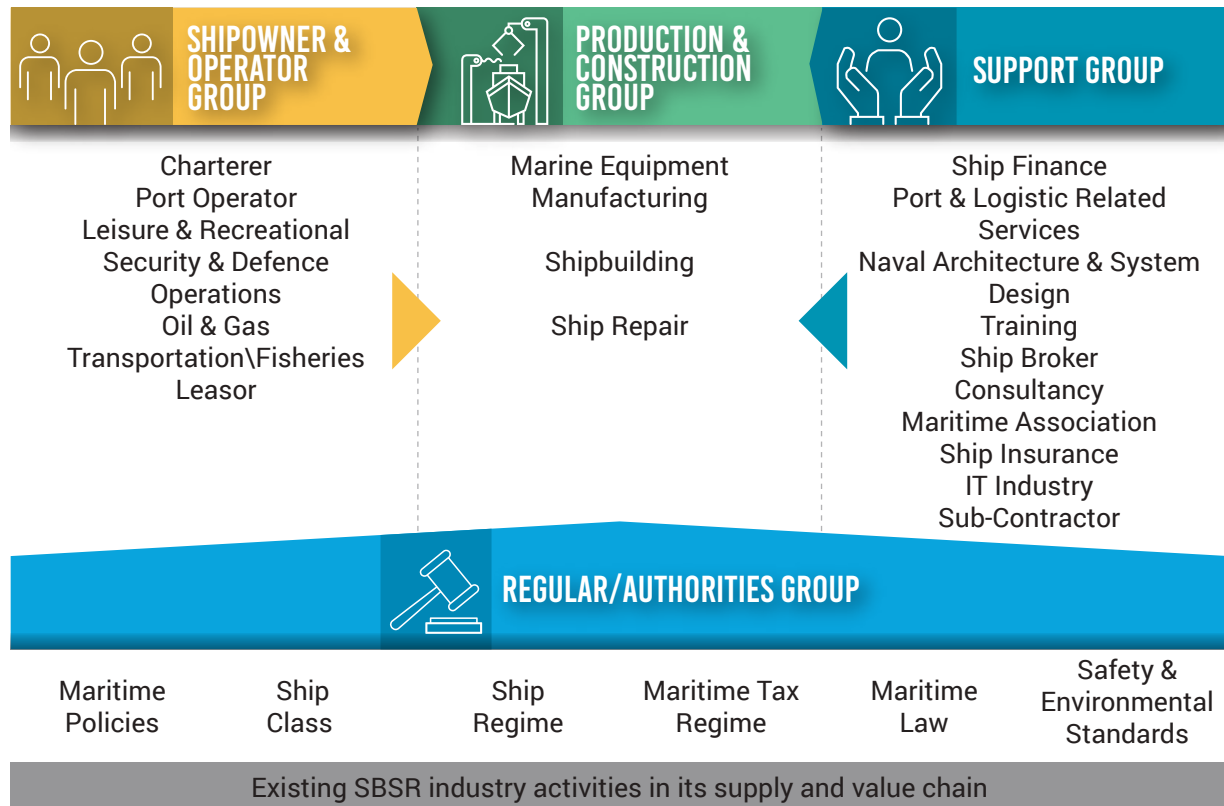 SHIPOWNER &
OPERATOR
GROUP
Charterer
Port Operator
Leisure & Recreational
Security & Defence
Operations
Oil & Gas
Transportation\Fisheries
Leasor
PRODUCTION &
CONSTRUCTION
GROUP
Marine Equipment
Manufacturing
Shipbuilding
Ship Repair
SUPPORT GROUP
Ship Finance
Port & Logistic Related
Services
Naval Architecture & System
Design
Training
Ship Broker
Consultancy
Maritime Association
Ship Insurance
IT Industry
Sub-Contractor
REGULAR/AUTHORITIES GROUP
Maritime
Policies
Ship
Class
Ship
Regime
Maritime Tax
Regime
Maritime
Law
Safety &
Environmental
Standards
Existing SBSR industry activities in its supply and value chain